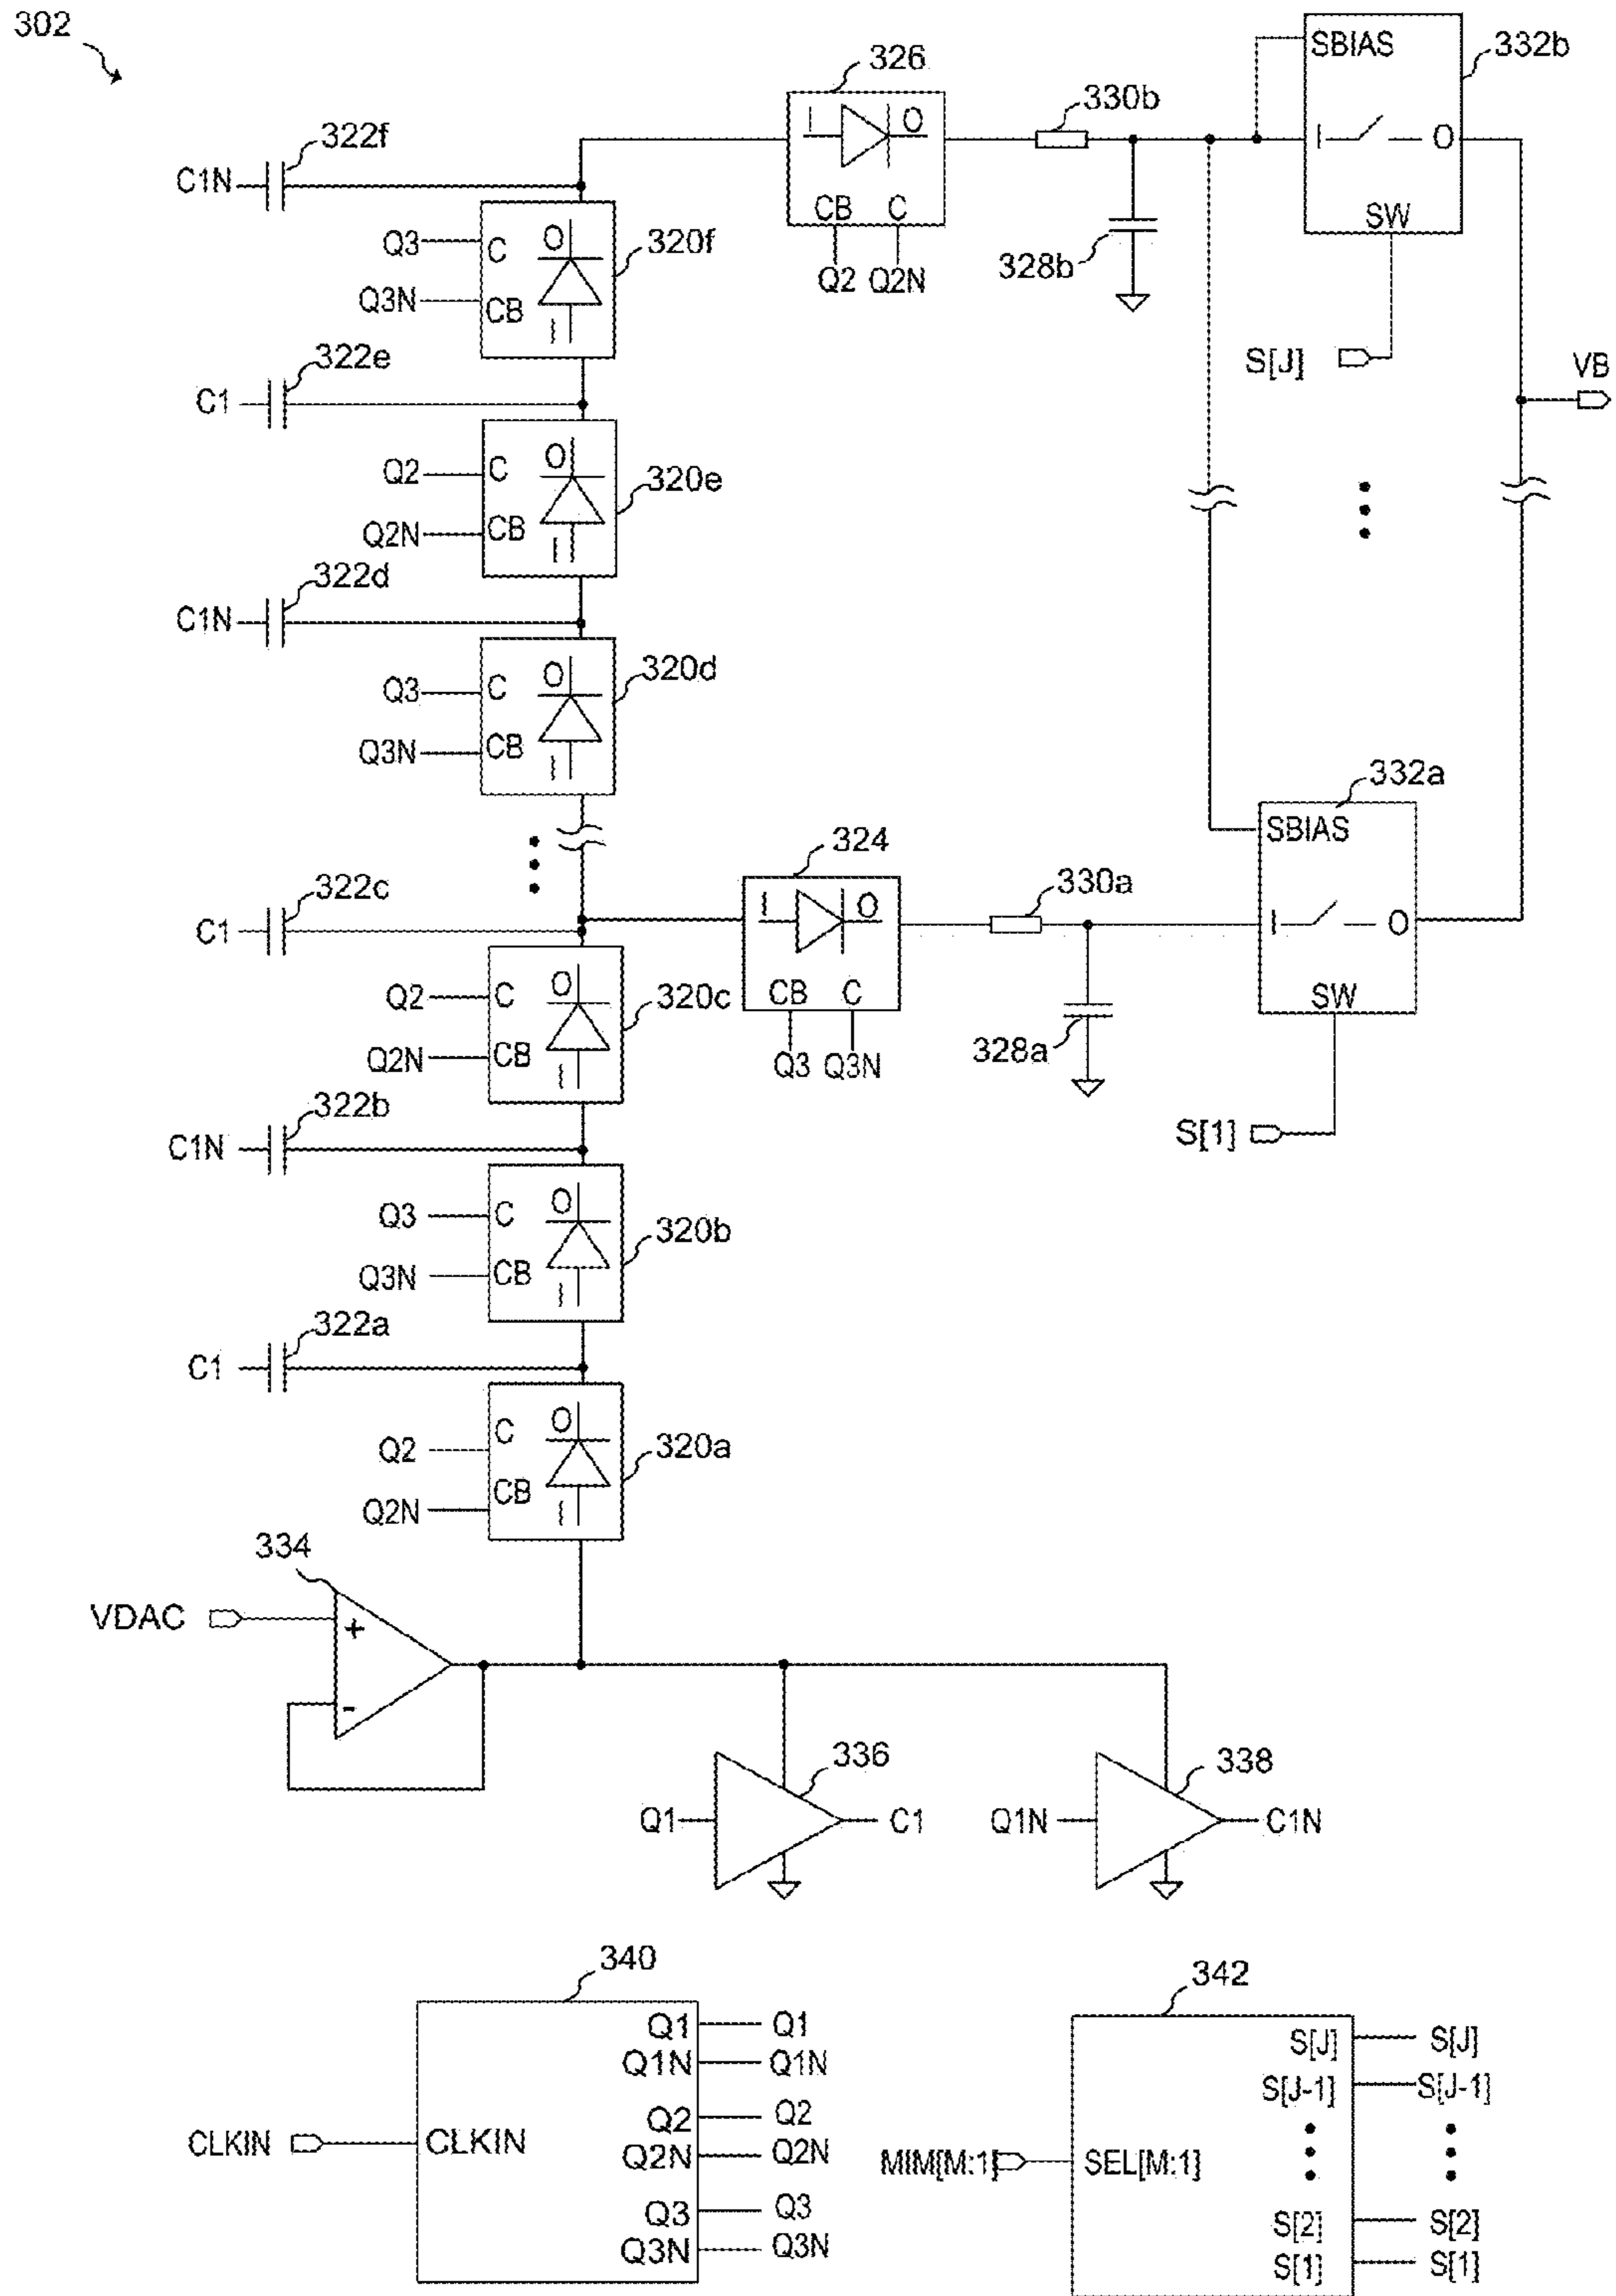 302
326
SBIAS
332b
330b
I O
322f
C1N
I O
CB C
SW
Q3
C
O
320f
328b
Q2 Q2N
Q3N
CB
I
S[J]
VB
322e
C1
Q2
C
O
320e
Q2N
CB
I
322d
C1N
Q3
C
O
320d
Q3N
CB
I
332a
SBIAS
324
322c
330a
I O
I O
C1
CB C
SW
Q2
C
O
320c
328a
Q2N
CB
I
Q3 Q3N
322b
C1N
S[1]
Q3
C
O
320b
Q3N
CB
I
322a
C1
Q2
C
O
320a
Q2N
CB
I
334
VDAC
+
-
336
338
Q1
C1
Q1N
C1N
340
342
Q1 Q1
Q1N Q1N
Q2 Q2
CLKIN
CLKIN
Q2N Q2N
Q3 Q3
Q3N Q3N
S[J] S[J]
S[J-1] S[J-1]
MIM[M:1]
SEL[M:1]
S[2] S[2]
S[1] S[1]